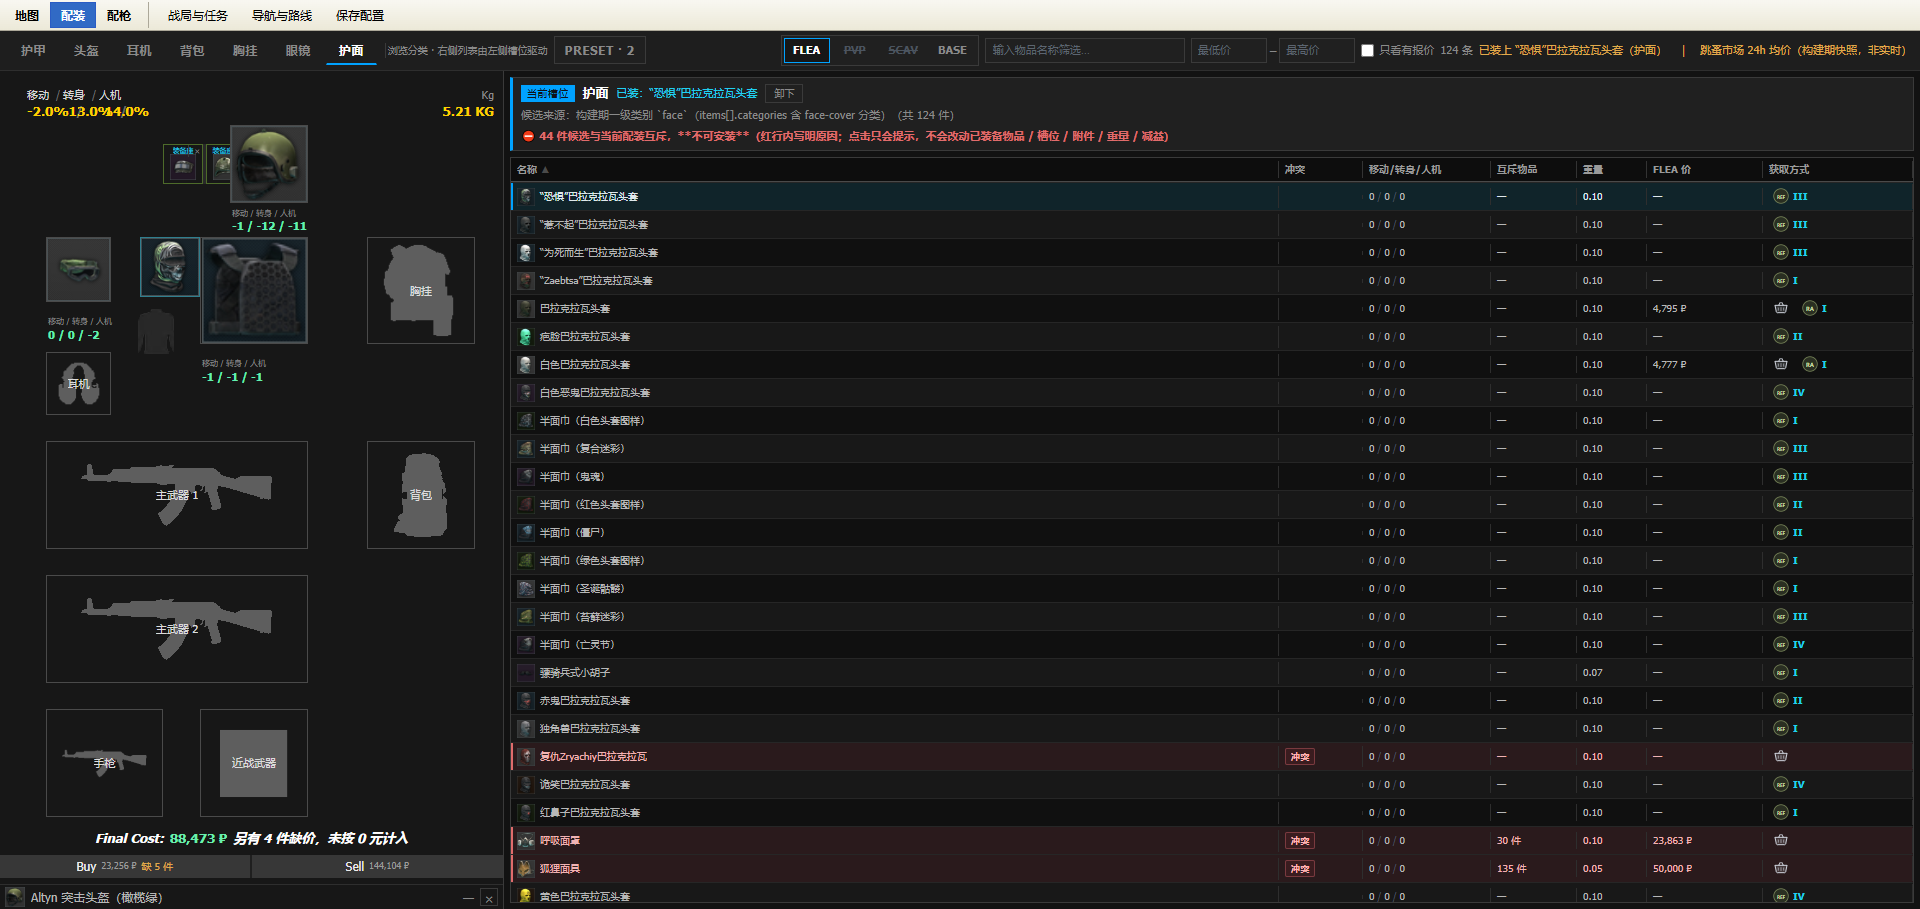 地图 配装 配枪 战局与任务 导航与路线 保存配置
护甲 头盔 耳机 背包 胸挂 眼镜 护面 浏览分类 · 右侧列表由左侧槽位驱动 PRESET · 2
FLEA PVP SCAV BASE 输入物品名称筛选... 最低价 — 最高价 只看有报价 124 条 已装上 “恐惧”巴拉克拉瓦头套（护面） | 跳蚤市场 24h 均价（构建期快照，非实时）
移动 / 转身 / 人机 Kg
5.21 KG
移动 / 转身 / 人机
-1 / -12 / -11
胸挂
移动 / 转身 / 人机
0 / 0 / -2
移动 / 转身 / 人机
-1 / -1 / -1
耳机
主武器 1
背包
主武器 2
手枪
近战武器
Final Cost: 88,473 ₽ 另有 4 件缺价，未按 0 元计入
Buy 23,256 ₽ 缺 5 件 Sell 144,104 ₽
Altyn 突击头盔（橄榄绿） — ×
当前槽位 护面 已装：“恐惧”巴拉克拉瓦头套 卸下
候选来源：构建期一级类别 `face`（items[].categories 含 face-cover 分类） （共 124 件）
44 件候选与当前配装互斥，**不可安装**（红行内写明原因；点击只会提示，不会改动已装备物品 / 槽位 / 附件 / 重量 / 减益）
名称 ▲ 冲突 移动/转身/人机 互斥物品 重量 FLEA 价 获取方式
“恐惧”巴拉克拉瓦头套 0 / 0 / 0 — 0.10 — REF III
“惹不起”巴拉克拉瓦头套 0 / 0 / 0 — 0.10 — REF III
“为死而生”巴拉克拉瓦头套 0 / 0 / 0 — 0.10 — REF III
“Zaebtsa”巴拉克拉瓦头套 0 / 0 / 0 — 0.10 — REF I
巴拉克拉瓦头套 0 / 0 / 0 — 0.10 4,795 ₽ RA I
疤脸巴拉克拉瓦头套 0 / 0 / 0 — 0.10 — REF II
白色巴拉克拉瓦头套 0 / 0 / 0 — 0.10 4,777 ₽ RA I
白色恶鬼巴拉克拉瓦头套 0 / 0 / 0 — 0.10 — REF IV
半面巾（白色头套图样） 0 / 0 / 0 — 0.10 — REF I
半面巾（复合迷彩） 0 / 0 / 0 — 0.10 — REF III
半面巾（鬼魂） 0 / 0 / 0 — 0.10 — REF III
半面巾（红色头套图样） 0 / 0 / 0 — 0.10 — REF II
半面巾（僵尸） 0 / 0 / 0 — 0.10 — REF II
半面巾（绿色头套图样） 0 / 0 / 0 — 0.10 — REF I
半面巾（圣诞骷髅） 0 / 0 / 0 — 0.10 — REF I
半面巾（苔藓迷彩） 0 / 0 / 0 — 0.10 — REF III
半面巾（亡灵节） 0 / 0 / 0 — 0.10 — REF IV
骠骑兵式小胡子 0 / 0 / 0 — 0.07 — REF I
赤鬼巴拉克拉瓦头套 0 / 0 / 0 — 0.10 — REF II
独角兽巴拉克拉瓦头套 0 / 0 / 0 — 0.10 — REF I
复仇Zryachiy巴拉克拉瓦 冲突 0 / 0 / 0 — 0.10 —
诡笑巴拉克拉瓦头套 0 / 0 / 0 — 0.10 — REF IV
红鼻子巴拉克拉瓦头套 0 / 0 / 0 — 0.10 — REF I
呼吸面罩 冲突 0 / 0 / 0 30 件 0.10 23,863 ₽
狐狸面具 冲突 0 / 0 / 0 135 件 0.05 50,000 ₽
黄色巴拉克拉瓦头套 0 / 0 / 0 — 0.10 — REF IV